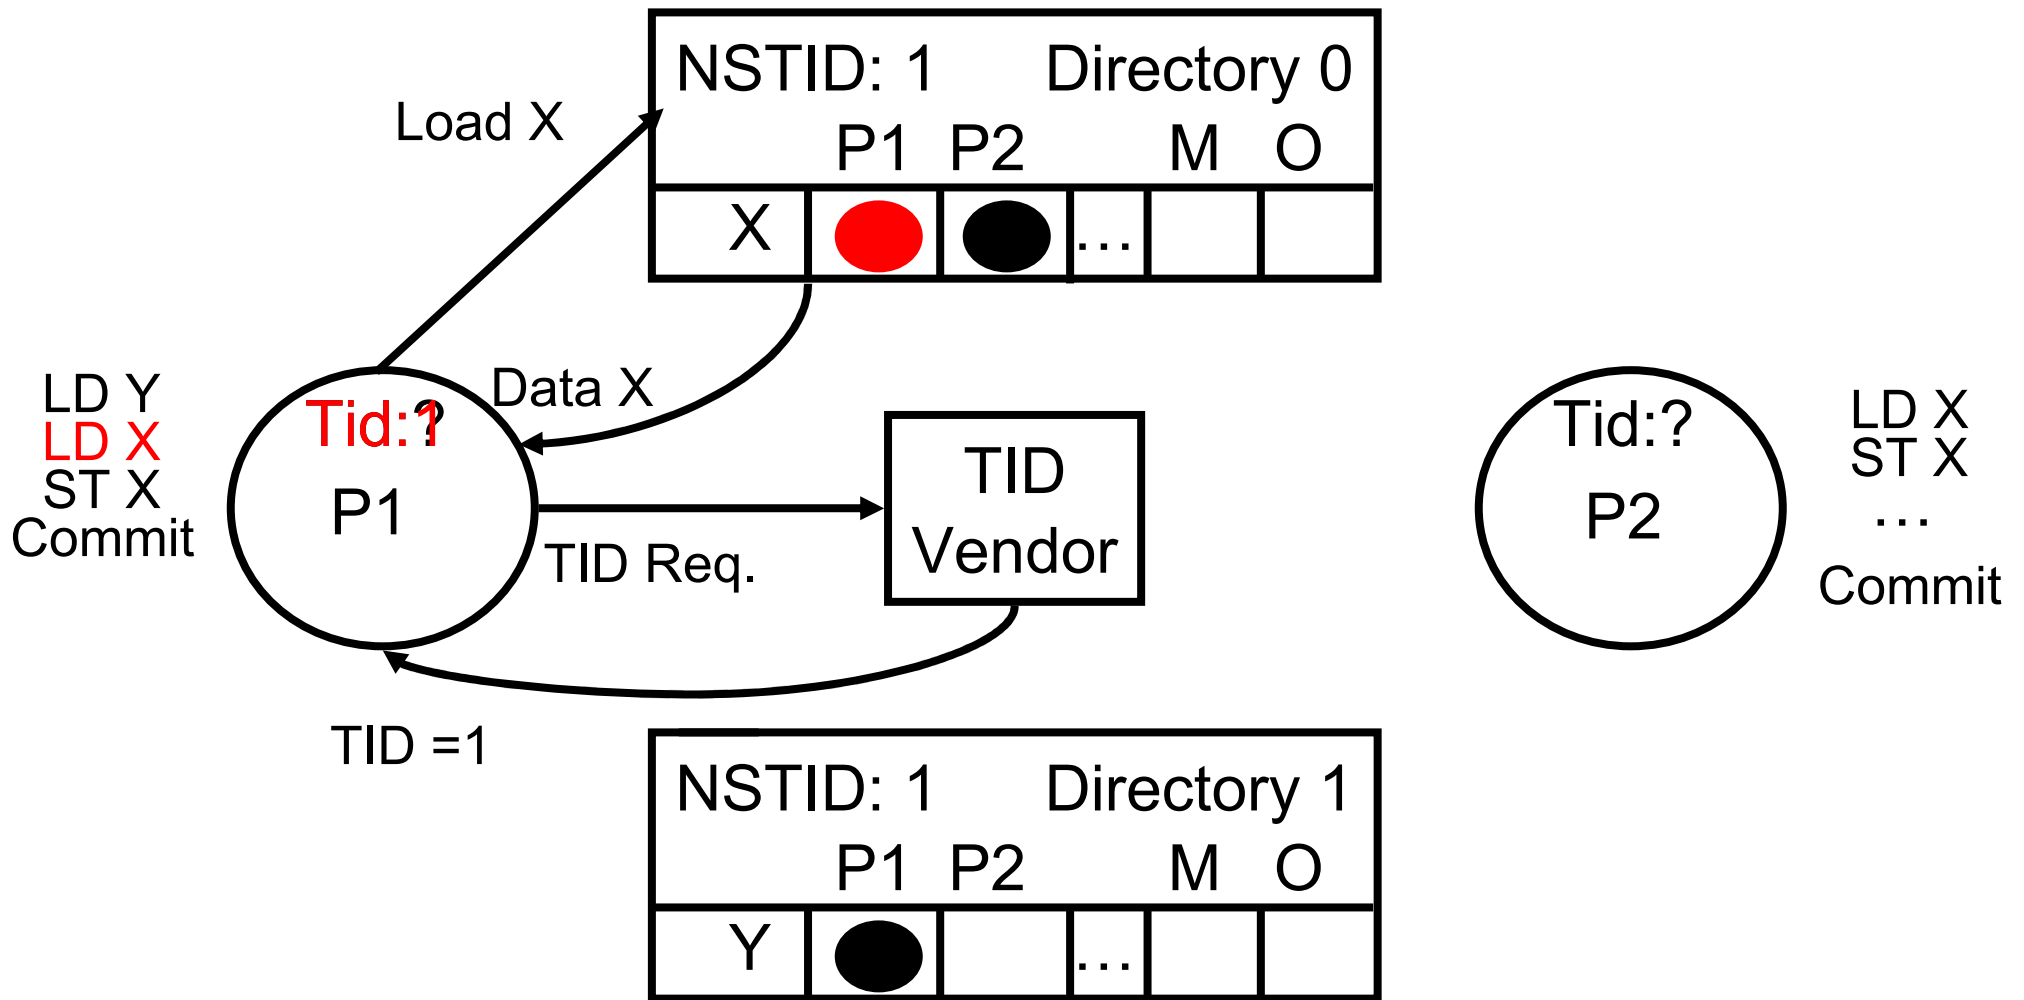 NSTID: 1 Directory 0
P1 P2 M O
X ...
Load X
Data X
LD Y
LD X
ST X
Commit
Tid:1?
P1
TID Req.
TID
Vendor
TID =1
Tid:?
P2
LD X
ST X
...
Commit
NSTID: 1 Directory 1
P1 P2 M O
Y ...